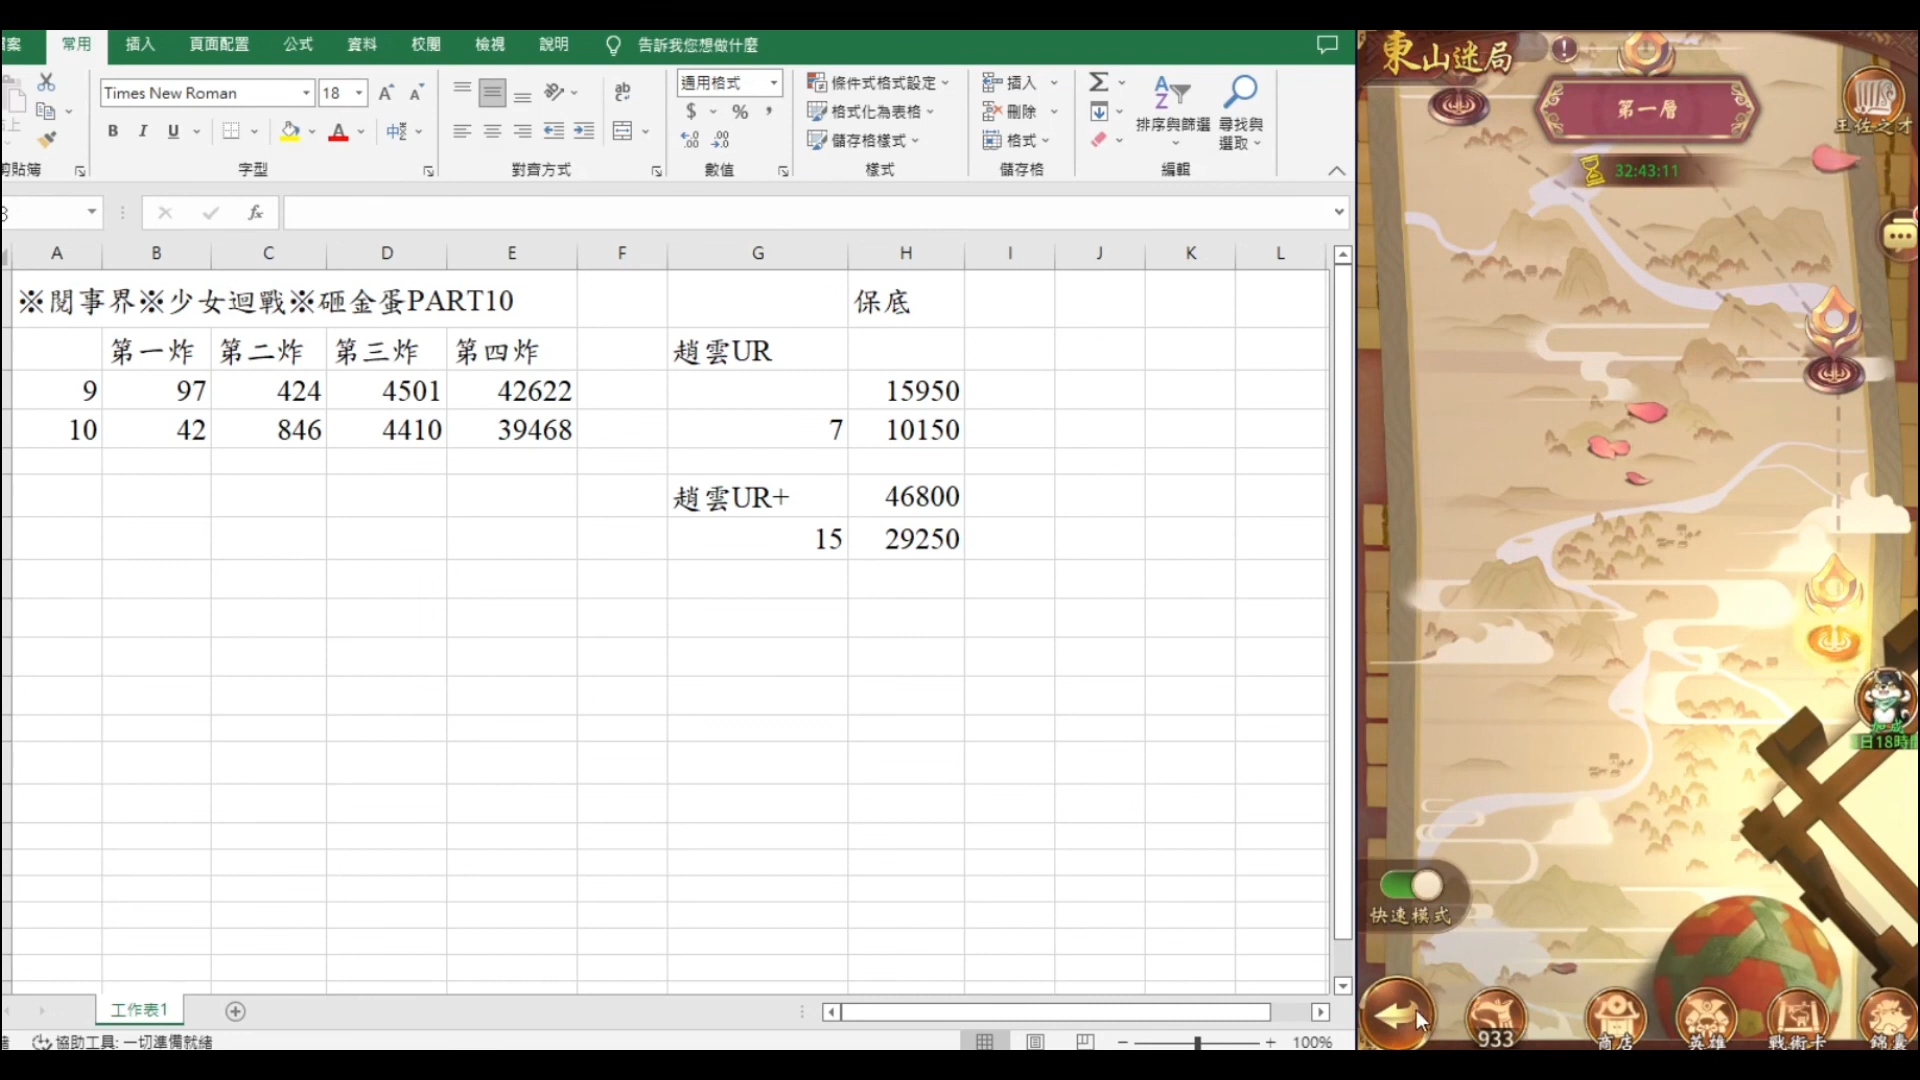 常用 插入 頁面配置 公式 資料 校閱 檢視 說明 告訴我您想做什麼
Times New Roman 18
通用格式
條件式格式設定
格式化為表格
儲存格樣式
插入
刪除
格式
排序與篩選
尋找與選取
字型 對齊方式 數值 樣式 儲存格 編輯
A B C D E F G H I J K L
※閱事界※少女迴戰※砸金蛋PART10 保底
第一炸 第二炸 第三炸 第四炸 趙雲UR
9 97 424 4501 42622 15950
10 42 846 4410 39468 7 10150
趙雲UR+ 46800
15 29250
工作表1
協助工具: 一切準備就緒
100%
東山迷局
第一層
王佐之才
32:43:11
加成
日18時
快速模式
933 商店 英雄 戰術卡 錦囊